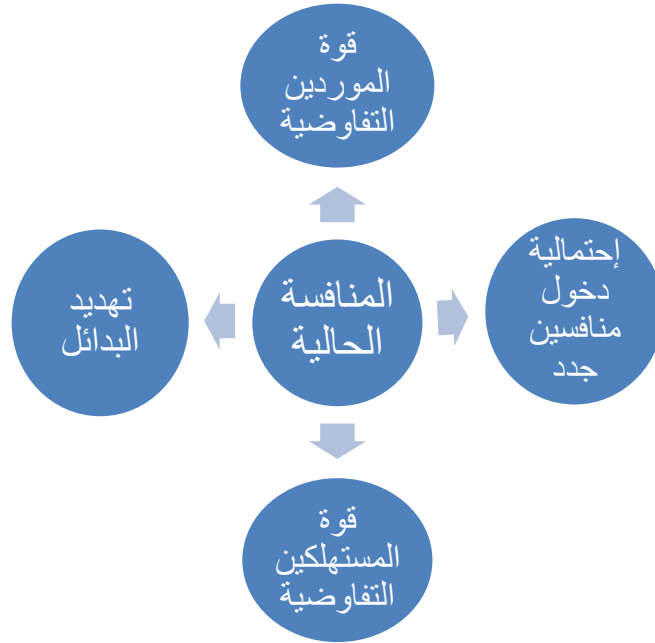 قوة
الموردين
التفاوضية
إحتمالية
دخول
منافسين
جدد
المنافسة
الحالية
تهديد
البدائل
قوة
المستهلكين
التفاوضية